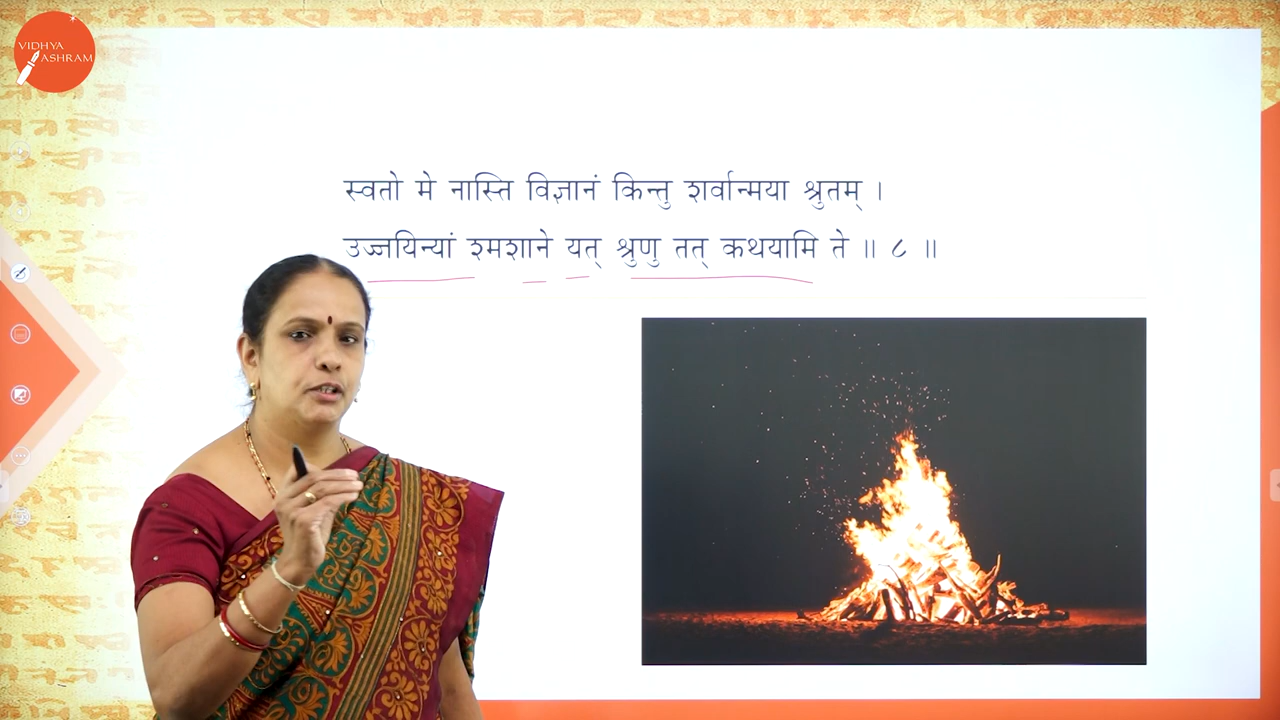 VIDHYA
ASHRAM
स्वतो मे नास्ति विज्ञानं किन्तु शर्वान्मया श्रुतम् ।
उज्जयिन्यां श्मशाने यत् श्रुणु तत् कथयामि ते ॥ ८ ॥